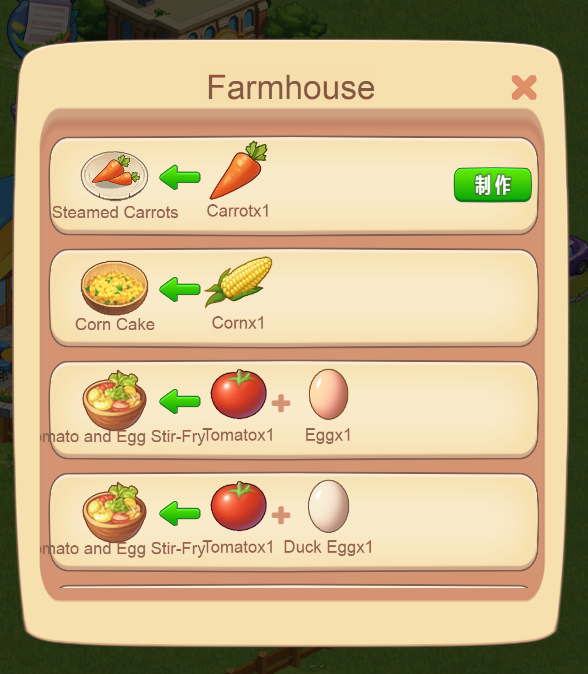 Farmhouse
Steamed Carrots
Carrotx1
制作
Corn Cake
Cornx1
omato and Egg Stir-Fry
Tomatox1
Eggx1
omato and Egg Stir-Fry
Tomatox1
Duck Eggx1